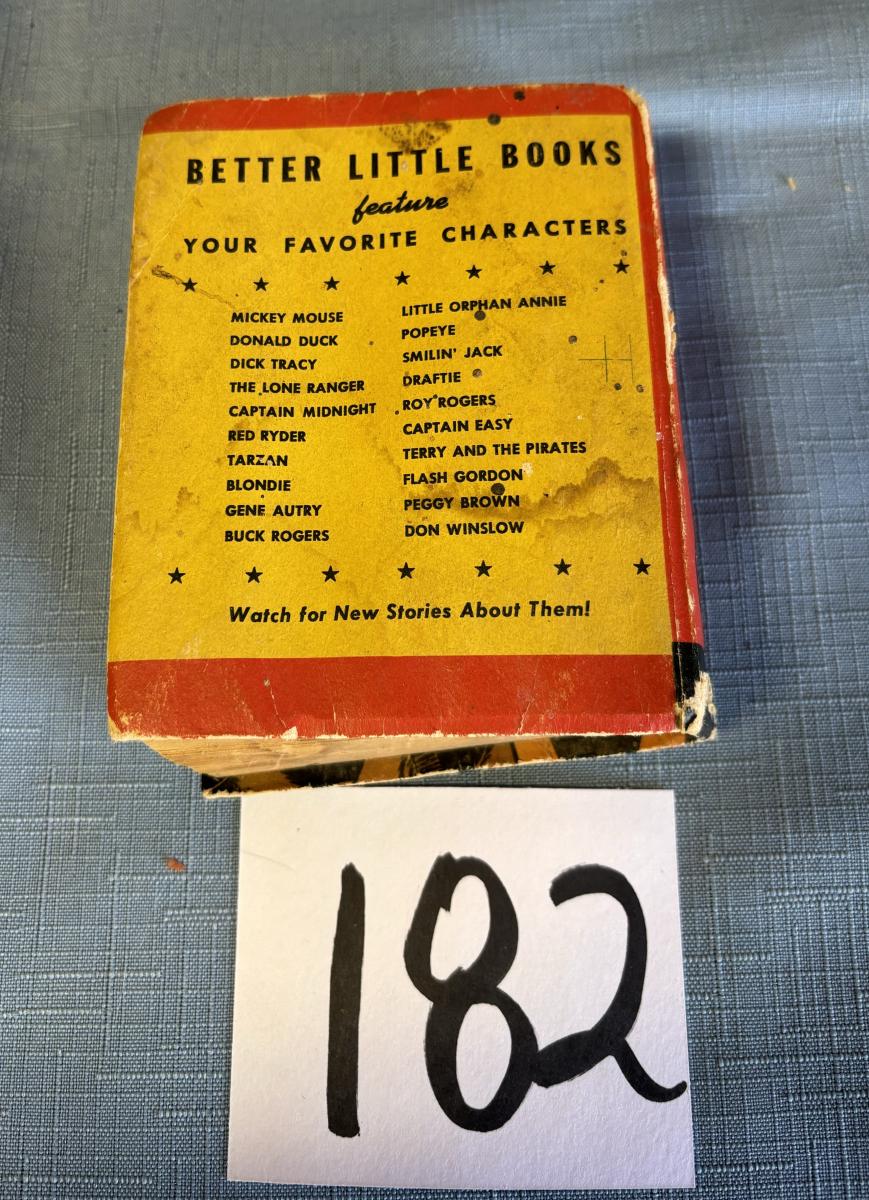 BETTER LITTLE BOOKS
feature
YOUR FAVORITE CHARACTERS
MICKEY MOUSE
DONALD DUCK
DICK TRACY
THE LONE RANGER
CAPTAIN MIDNIGHT
RED RYDER
TARZAN
BLONDIE
GENE AUTRY
BUCK ROGERS
LITTLE ORPHAN ANNIE
POPEYE
SMILIN' JACK
DRAFTIE
ROY ROGERS
CAPTAIN EASY
TERRY AND THE PIRATES
FLASH GORDON
PEGGY BROWN
DON WINSLOW
Watch for New Stories About Them!
182